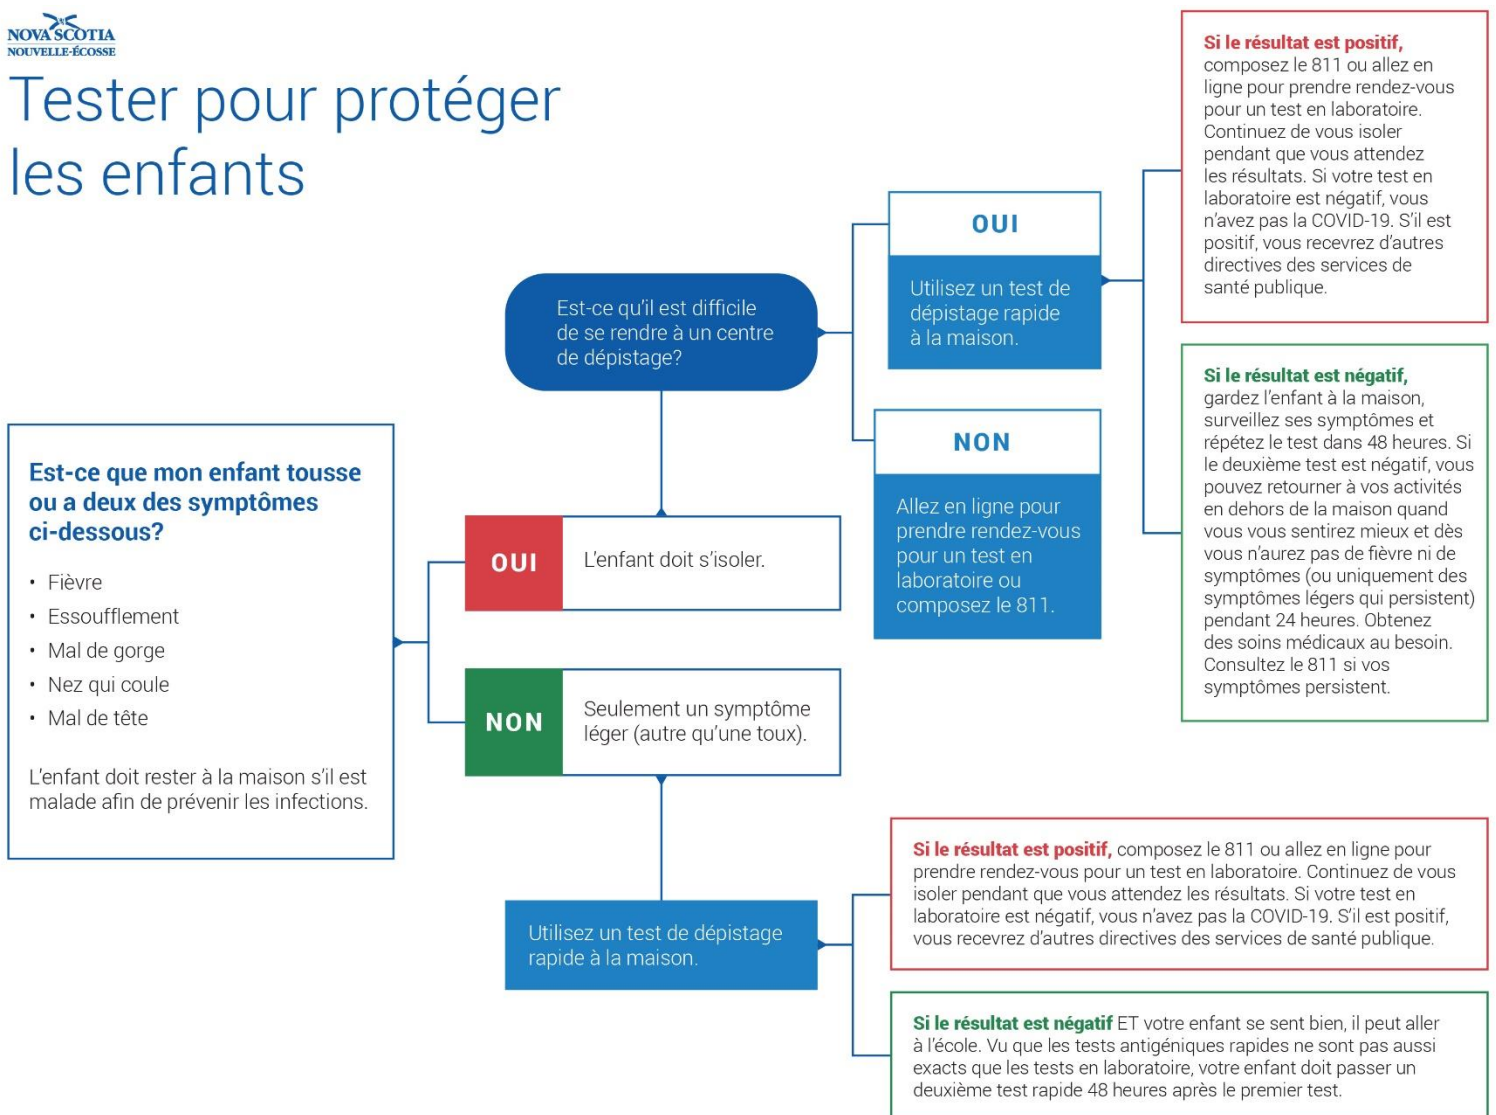 NOVA SCOTIA
NOUVELLE-ÉCOSSE
Tester pour protéger
les enfants
Est-ce que mon enfant tousse
ou a deux des symptômes
ci-dessous?
• Fièvre
• Essoufflement
• Mal de gorge
• Nez qui coule
• Mal de tête
L'enfant doit rester à la maison s'il est
malade afin de prévenir les infections.
OUI
L'enfant doit s'isoler.
NON
Seulement un symptôme
léger (autre qu'une toux).
Est-ce qu'il est difficile
de se rendre à un centre
de dépistage?
OUI
Utilisez un test de
dépistage rapide
à la maison.
NON
Allez en ligne pour
prendre rendez-vous
pour un test en
laboratoire ou
composez le 811.
Si le résultat est positif,
composez le 811 ou allez en
ligne pour prendre rendez-vous
pour un test en laboratoire.
Continuez de vous isoler
pendant que vous attendez
les résultats. Si votre test en
laboratoire est négatif, vous
n'avez pas la COVID-19. S'il est
positif, vous recevrez d'autres
directives des services de
santé publique.
Si le résultat est négatif,
gardez l'enfant à la maison,
surveillez ses symptômes et
répétez le test dans 48 heures. Si
le deuxième test est négatif, vous
pouvez retourner à vos activités
en dehors de la maison quand
vous vous sentirez mieux et dès
vous n'aurez pas de fièvre ni de
symptômes (ou uniquement des
symptômes légers qui persistent)
pendant 24 heures. Obtenez
des soins médicaux au besoin.
Consultez le 811 si vos
symptômes persistent.
Utilisez un test de dépistage
rapide à la maison.
Si le résultat est positif, composez le 811 ou allez en ligne pour
prendre rendez-vous pour un test en laboratoire. Continuez de vous
isoler pendant que vous attendez les résultats. Si votre test en
laboratoire est négatif, vous n'avez pas la COVID-19. S'il est positif,
vous recevrez d'autres directives des services de santé publique.
Si le résultat est négatif ET votre enfant se sent bien, il peut aller
à l'école. Vu que les tests antigéniques rapides ne sont pas aussi
exacts que les tests en laboratoire, votre enfant doit passer un
deuxième test rapide 48 heures après le premier test.